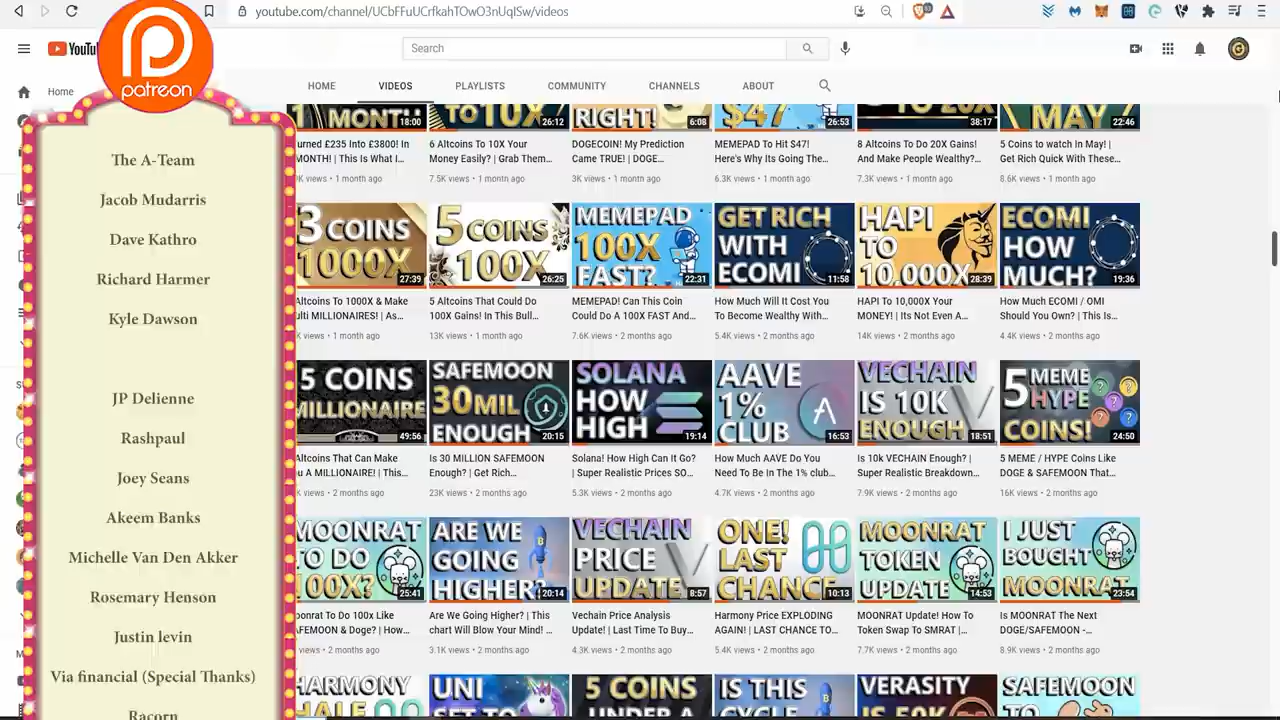 youtube.com/channel/UCbFFuUCrfkahTOwO3nUqISw/videos
patreon
YouTu
Search
Home
HOME
VIDEOS
PLAYLISTS
COMMUNITY
CHANNELS
ABOUT
The A-Team
Jacob Mudarris
Dave Kathro
Richard Harmer
Kyle Dawson
JP Delienne
Rashpaul
Joey Seans
Akeem Banks
Michelle Van Den Akker
Rosemary Henson
Justin levin
Via financial (Special Thanks)
Racorn
1 MONTH
18:00
TO 10X
26:12
RIGHT!
6:08
$47
26:53
TO 20X
38:17
MAY
22:46
urned £235 Into £3800! In
MONTH! | This Is What I...
K views • 1 month ago
6 Altcoins To 10X Your
Money Easily? | Grab Them...
7.5K views • 1 month ago
DOGECOIN! My Prediction
Came TRUE! | DOGE...
3K views • 1 month ago
MEMEPAD To Hit $47!
Here's Why Its Going The...
6.3K views • 1 month ago
8 Altcoins To Do 20X Gains!
And Make People Wealthy?...
7.3K views • 1 month ago
5 Coins to watch In May! |
Get Rich Quick With These...
8.6K views • 1 month ago
3 COINS
1000X
27:39
5 COINS
100X
26:25
MEMEPAD
100X
FAST?
22:31
GET RICH
WITH
ECOMI
11:58
HAPI
TO
10,000X
28:39
ECOMI
HOW
MUCH?
19:36
Altcoins To 1000X & Make
lti MILLIONAIRES! | As...
K views • 1 month ago
5 Altcoins That Could Do
100X Gains! In This Bull...
13K views • 1 month ago
MEMEPAD! Can This Coin
Could Do A 100X FAST And...
7.6K views • 2 months ago
How Much Will It Cost You
To Become Wealthy With...
5.4K views • 2 months ago
HAPI To 10,000X Your
MONEY! | Its Not Even A...
14K views • 2 months ago
How Much ECOMI / OMI
Should You Own? | This Is...
4.4K views • 2 months ago
5 COINS
MILLIONAIRE
49:56
SAFEMOON
30MIL
ENOUGH
20:15
SOLANA
HOW
HIGH
19:14
AAVE
1%
CLUB
16:53
VECHAIN
IS 10K
ENOUGH
18:51
5 MEME
HYPE
COINS!
24:50
Altcoins That Can Make
u A MILLIONAIRE! | This...
K views • 2 months ago
Is 30 MILLION SAFEMOON
Enough? | Get Rich...
23K views • 2 months ago
Solana! How High Can It Go?
| Super Realistic Prices SO...
5.3K views • 2 months ago
How Much AAVE Do You
Need To Be In The 1% club...
4.7K views • 2 months ago
Is 10k VECHAIN Enough? |
Super Realistic Breakdown...
7.9K views • 2 months ago
5 MEME / HYPE Coins Like
DOGE & SAFEMOON That...
16K views • 2 months ago
MOONRAT
TO DO
100X?
25:41
ARE WE
GOING
HIGHER?
20:14
VECHAIN
PRICE
UPDATE
8:57
ONE!
LAST
CHANCE
10:13
MOONRAT
TOKEN
UPDATE
14:53
I JUST
BOUGHT
MOONRAT
23:54
oonrat To Do 100x Like
AFEMOON & Doge? | How...
views • 2 months ago
Are We Going Higher? | This
chart Will Blow Your Mind! ...
3.1K views • 2 months ago
Vechain Price Analysis
Update! | Last Time To Buy...
4.3K views • 2 months ago
Harmony Price EXPLODING
AGAIN! | LAST CHANCE TO...
5.4K views • 2 months ago
MOONRAT Update! How To
Token Swap To SMRAT |...
7.7K views • 2 months ago
Is MOONRAT The Next
DOGE/SAFEMOON -...
8.9K views • 2 months ago
HARMONY
HALF
UNI
SET TO
5 COINS
UNDER A
IS THIS
CYCLE
VERASITY
IS 50K
SAFEMOON
TO